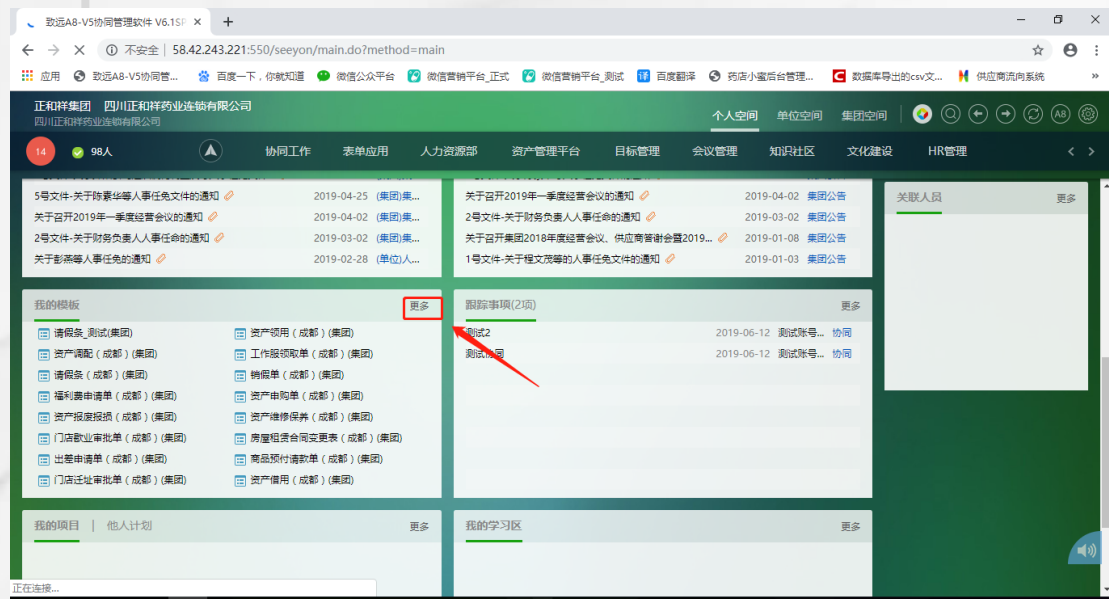 致远A8-V5协同管理软件 V6.1SP
不安全 58.42.243.221:550/seeyon/main.do?method=main
应用 致远A8-V5协同管... 百度一下，你就知道 微信公众平台 微信营销平台_正式 微信营销平台_测试 百度翻译 药店小蜜后台管理... 数据库导出的csv文... 供应商流向系统 »
正和祥集团 四川正和祥药业连锁有限公司
四川正和祥药业连锁有限公司
个人空间 单位空间 集团空间 A8
14 98人 协同工作 表单应用 人力资源部 资产管理平台 目标管理 会议管理 知识社区 文化建设 HR管理
5号文件-关于陈素华等人事任免文件的通知 2019-04-25 (集团)集...
关于召开2019年一季度经营会议的通知 2019-04-02 (集团)集...
2号文件-关于财务负责人人事任命的通知 2019-03-02 (集团)集...
关于彭燕等人事任免的通知 2019-02-28 (单位)人...
关于召开2019年一季度经营会议的通知 2019-04-02 集团公告
2号文件-关于财务负责人人事任命的通知 2019-03-02 集团公告
关于召开集团2018年度经营会议、供应商答谢会暨2019... 2019-01-08 集团公告
1号文件-关于程文茂等的人事任免文件的通知 2019-01-03 集团公告
关联人员 更多
我的模板 更多
请假条_测试(集团) 资产领用（成都）(集团)
资产调配（成都）(集团) 工作服领取单（成都）(集团)
请假条（成都）(集团) 销假单（成都）(集团)
福利费申请单（成都）(集团) 资产申购单（成都）(集团)
资产报废报损（成都）(集团) 资产维修保养（成都）(集团)
门店歇业审批单（成都）(集团) 房屋租赁合同变更表（成都）(集团)
出差申请单（成都）(集团) 商品预付请款单（成都）(集团)
门店迁址审批单（成都）(集团) 资产借用（成都）(集团)
跟踪事项(2项) 更多
测试2 2019-06-12 测试账号... 协同
测试协同 2019-06-12 测试账号... 协同
我的项目 | 他人计划 更多
我的学习区 更多
正在连接...